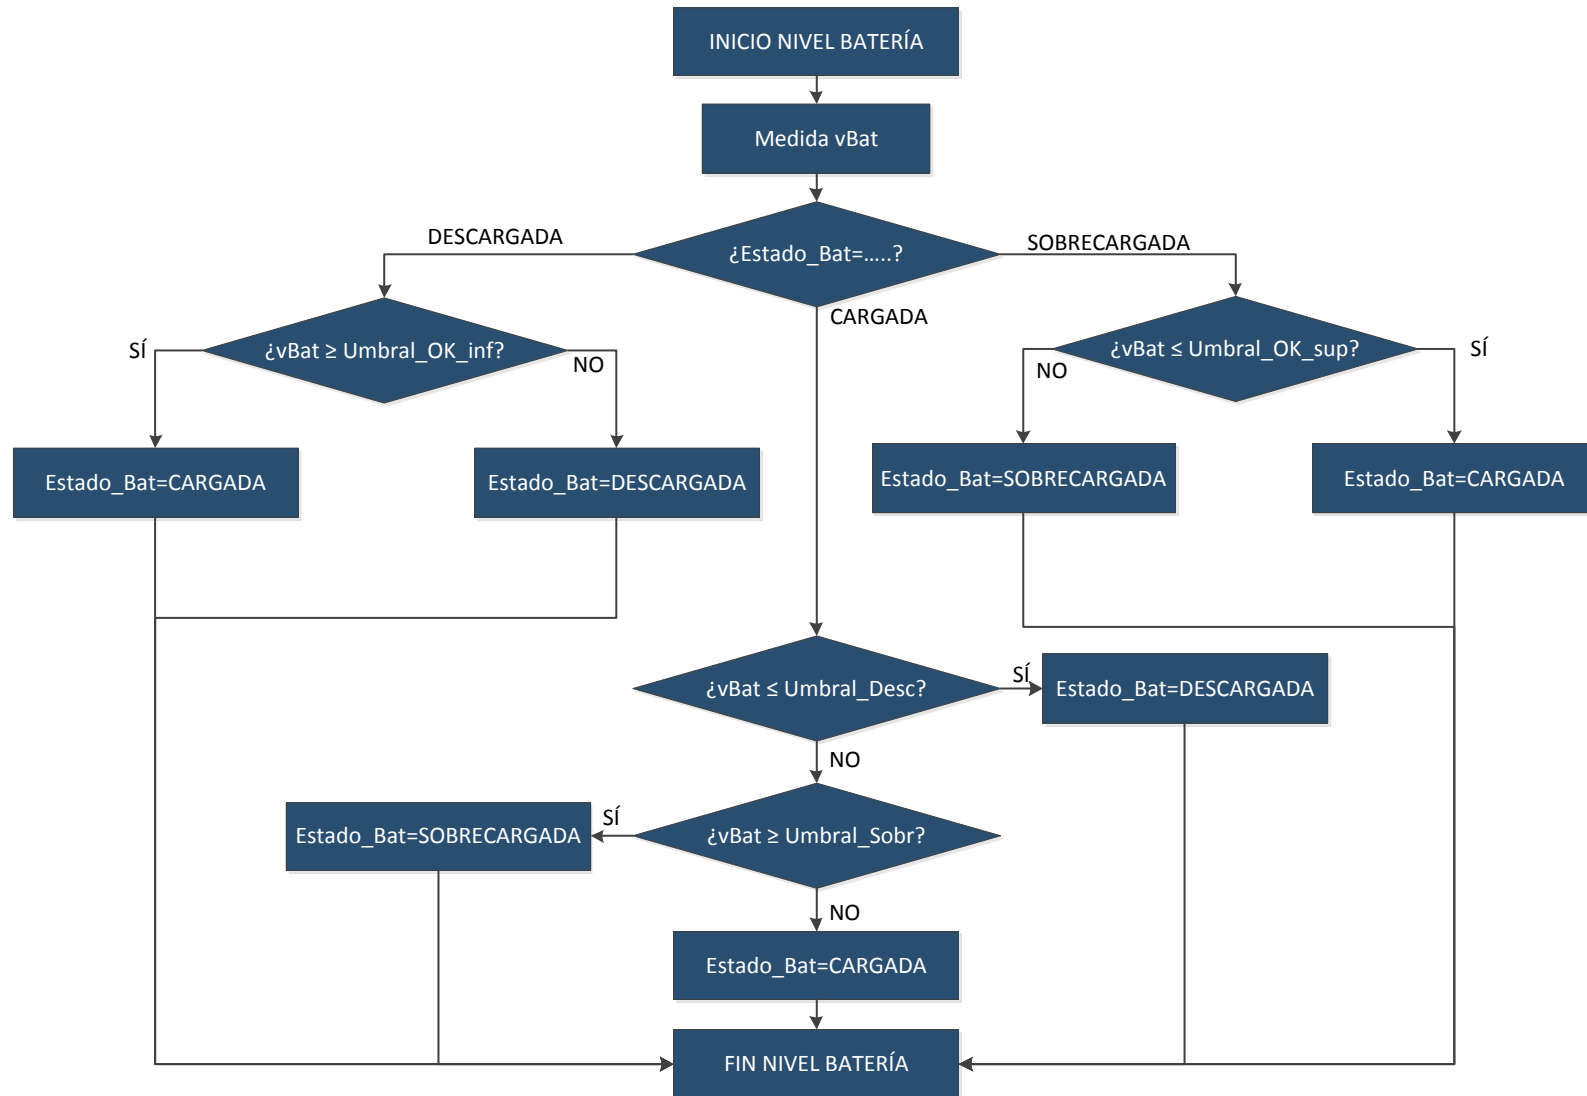 INICIO NIVEL BATERÍA
Medida vBat
DESCARGADA
¿Estado_Bat=.....?
SOBRECARGADA
CARGADA
SÍ
¿vBat ≥ Umbral_OK_inf?
NO
¿vBat ≤ Umbral_OK_sup?
NO
SÍ
Estado_Bat=CARGADA
Estado_Bat=DESCARGADA
Estado_Bat=SOBRECARGADA
Estado_Bat=CARGADA
¿vBat ≤ Umbral_Desc?
SÍ
Estado_Bat=DESCARGADA
NO
Estado_Bat=SOBRECARGADA
SÍ
¿vBat ≥ Umbral_Sobr?
NO
Estado_Bat=CARGADA
FIN NIVEL BATERÍA